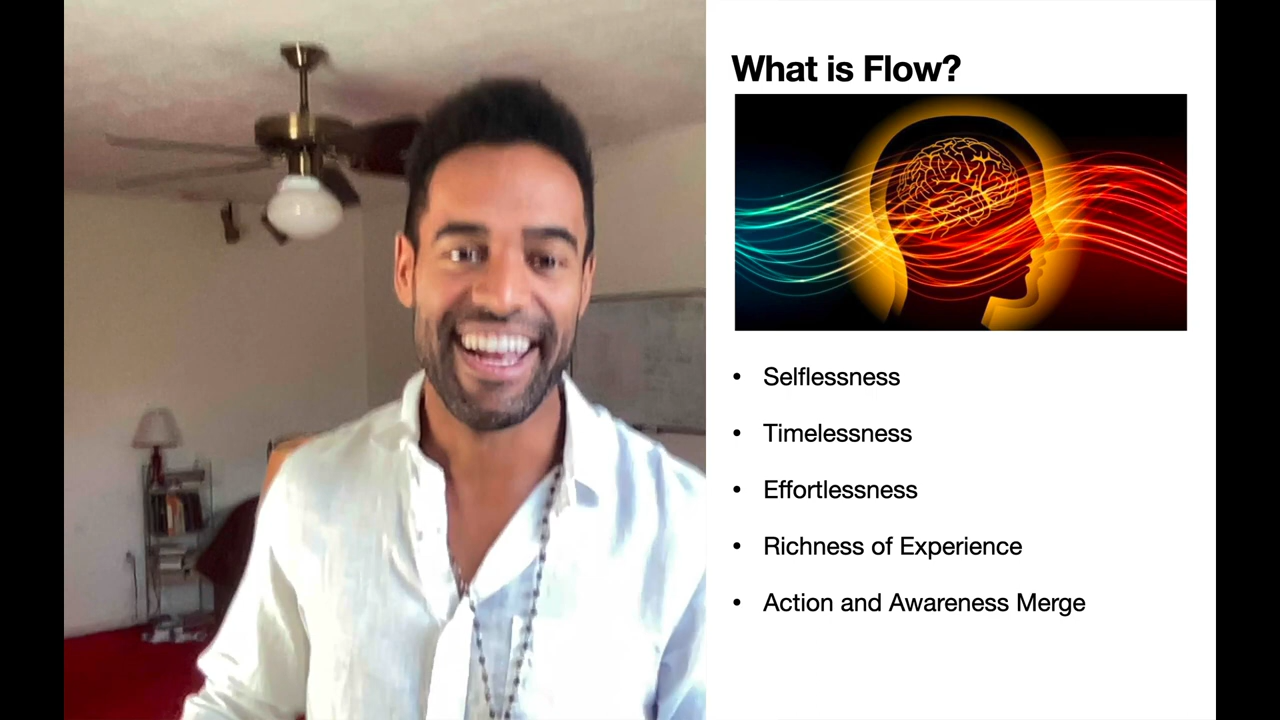 What is Flow?
• Selflessness
• Timelessness
• Effortlessness
• Richness of Experience
• Action and Awareness Merge